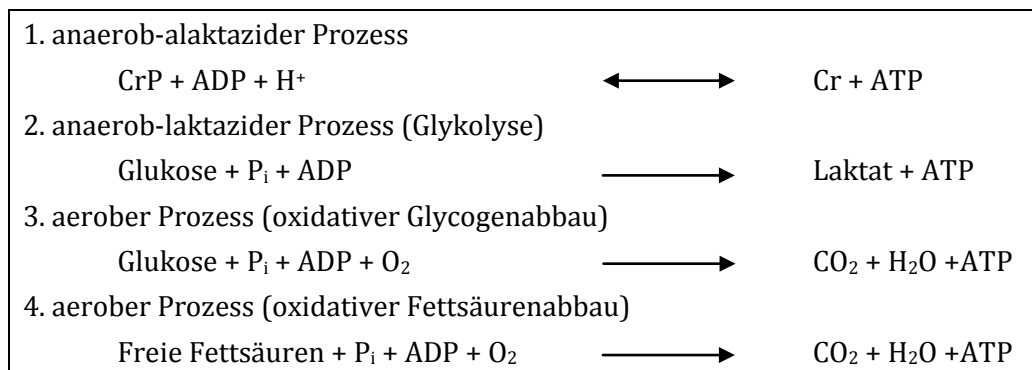 1. anaerob-alaktazider Prozess
CrP + ADP + H⁺ ⟷ Cr + ATP
2. anaerob-laktazider Prozess (Glykolyse)
Glukose + Pᵢ + ADP ⟶ Laktat + ATP
3. aerober Prozess (oxidativer Glycogenabbau)
Glukose + Pᵢ + ADP + O₂ ⟶ CO₂ + H₂O +ATP
4. aerober Prozess (oxidativer Fettsäurenabbau)
Freie Fettsäuren + Pᵢ + ADP + O₂ ⟶ CO₂ + H₂O +ATP